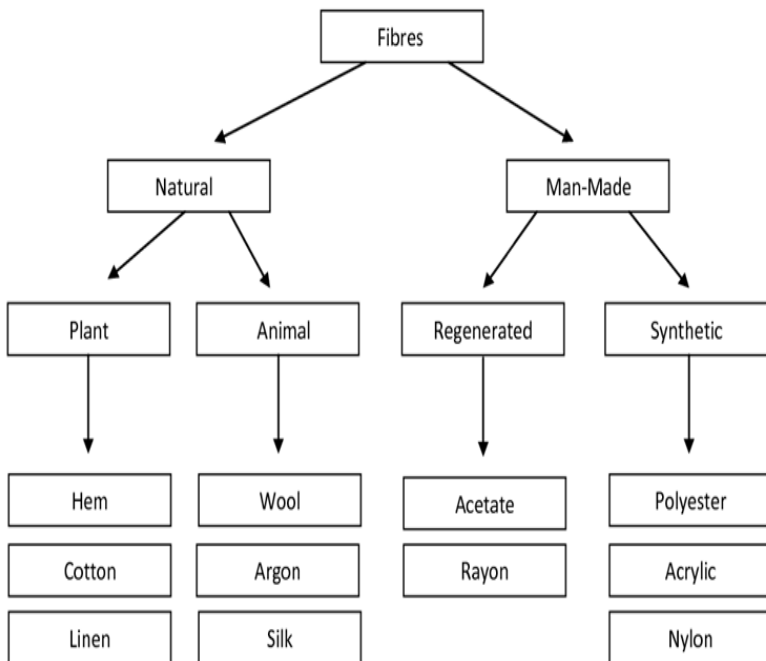 Fibres
Natural
Man-Made
Plant
Animal
Regenerated
Synthetic
Hem
Wool
Acetate
Polyester
Cotton
Argon
Rayon
Acrylic
Linen
Silk
Nylon